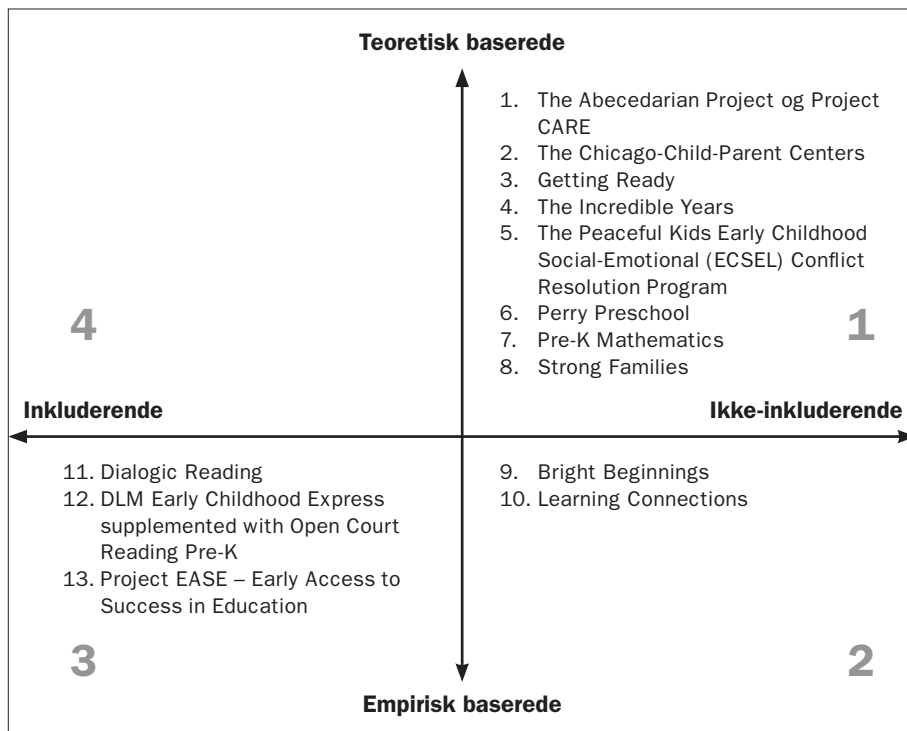 Teoretisk baserede
1. The Abecedarian Project og Project
CARE
2. The Chicago-Child-Parent Centers
3. Getting Ready
4. The Incredible Years
5. The Peaceful Kids Early Childhood
Social-Emotional (ECSEL) Conflict
Resolution Program
6. Perry Preschool
7. Pre-K Mathematics
8. Strong Families
4
1
Inkluderende
Ikke-inkluderende
11. Dialogic Reading
12. DLM Early Childhood Express
supplemented with Open Court
Reading Pre-K
13. Project EASE – Early Access to
Success in Education
9. Bright Beginnings
10. Learning Connections
3
2
Empirisk baserede